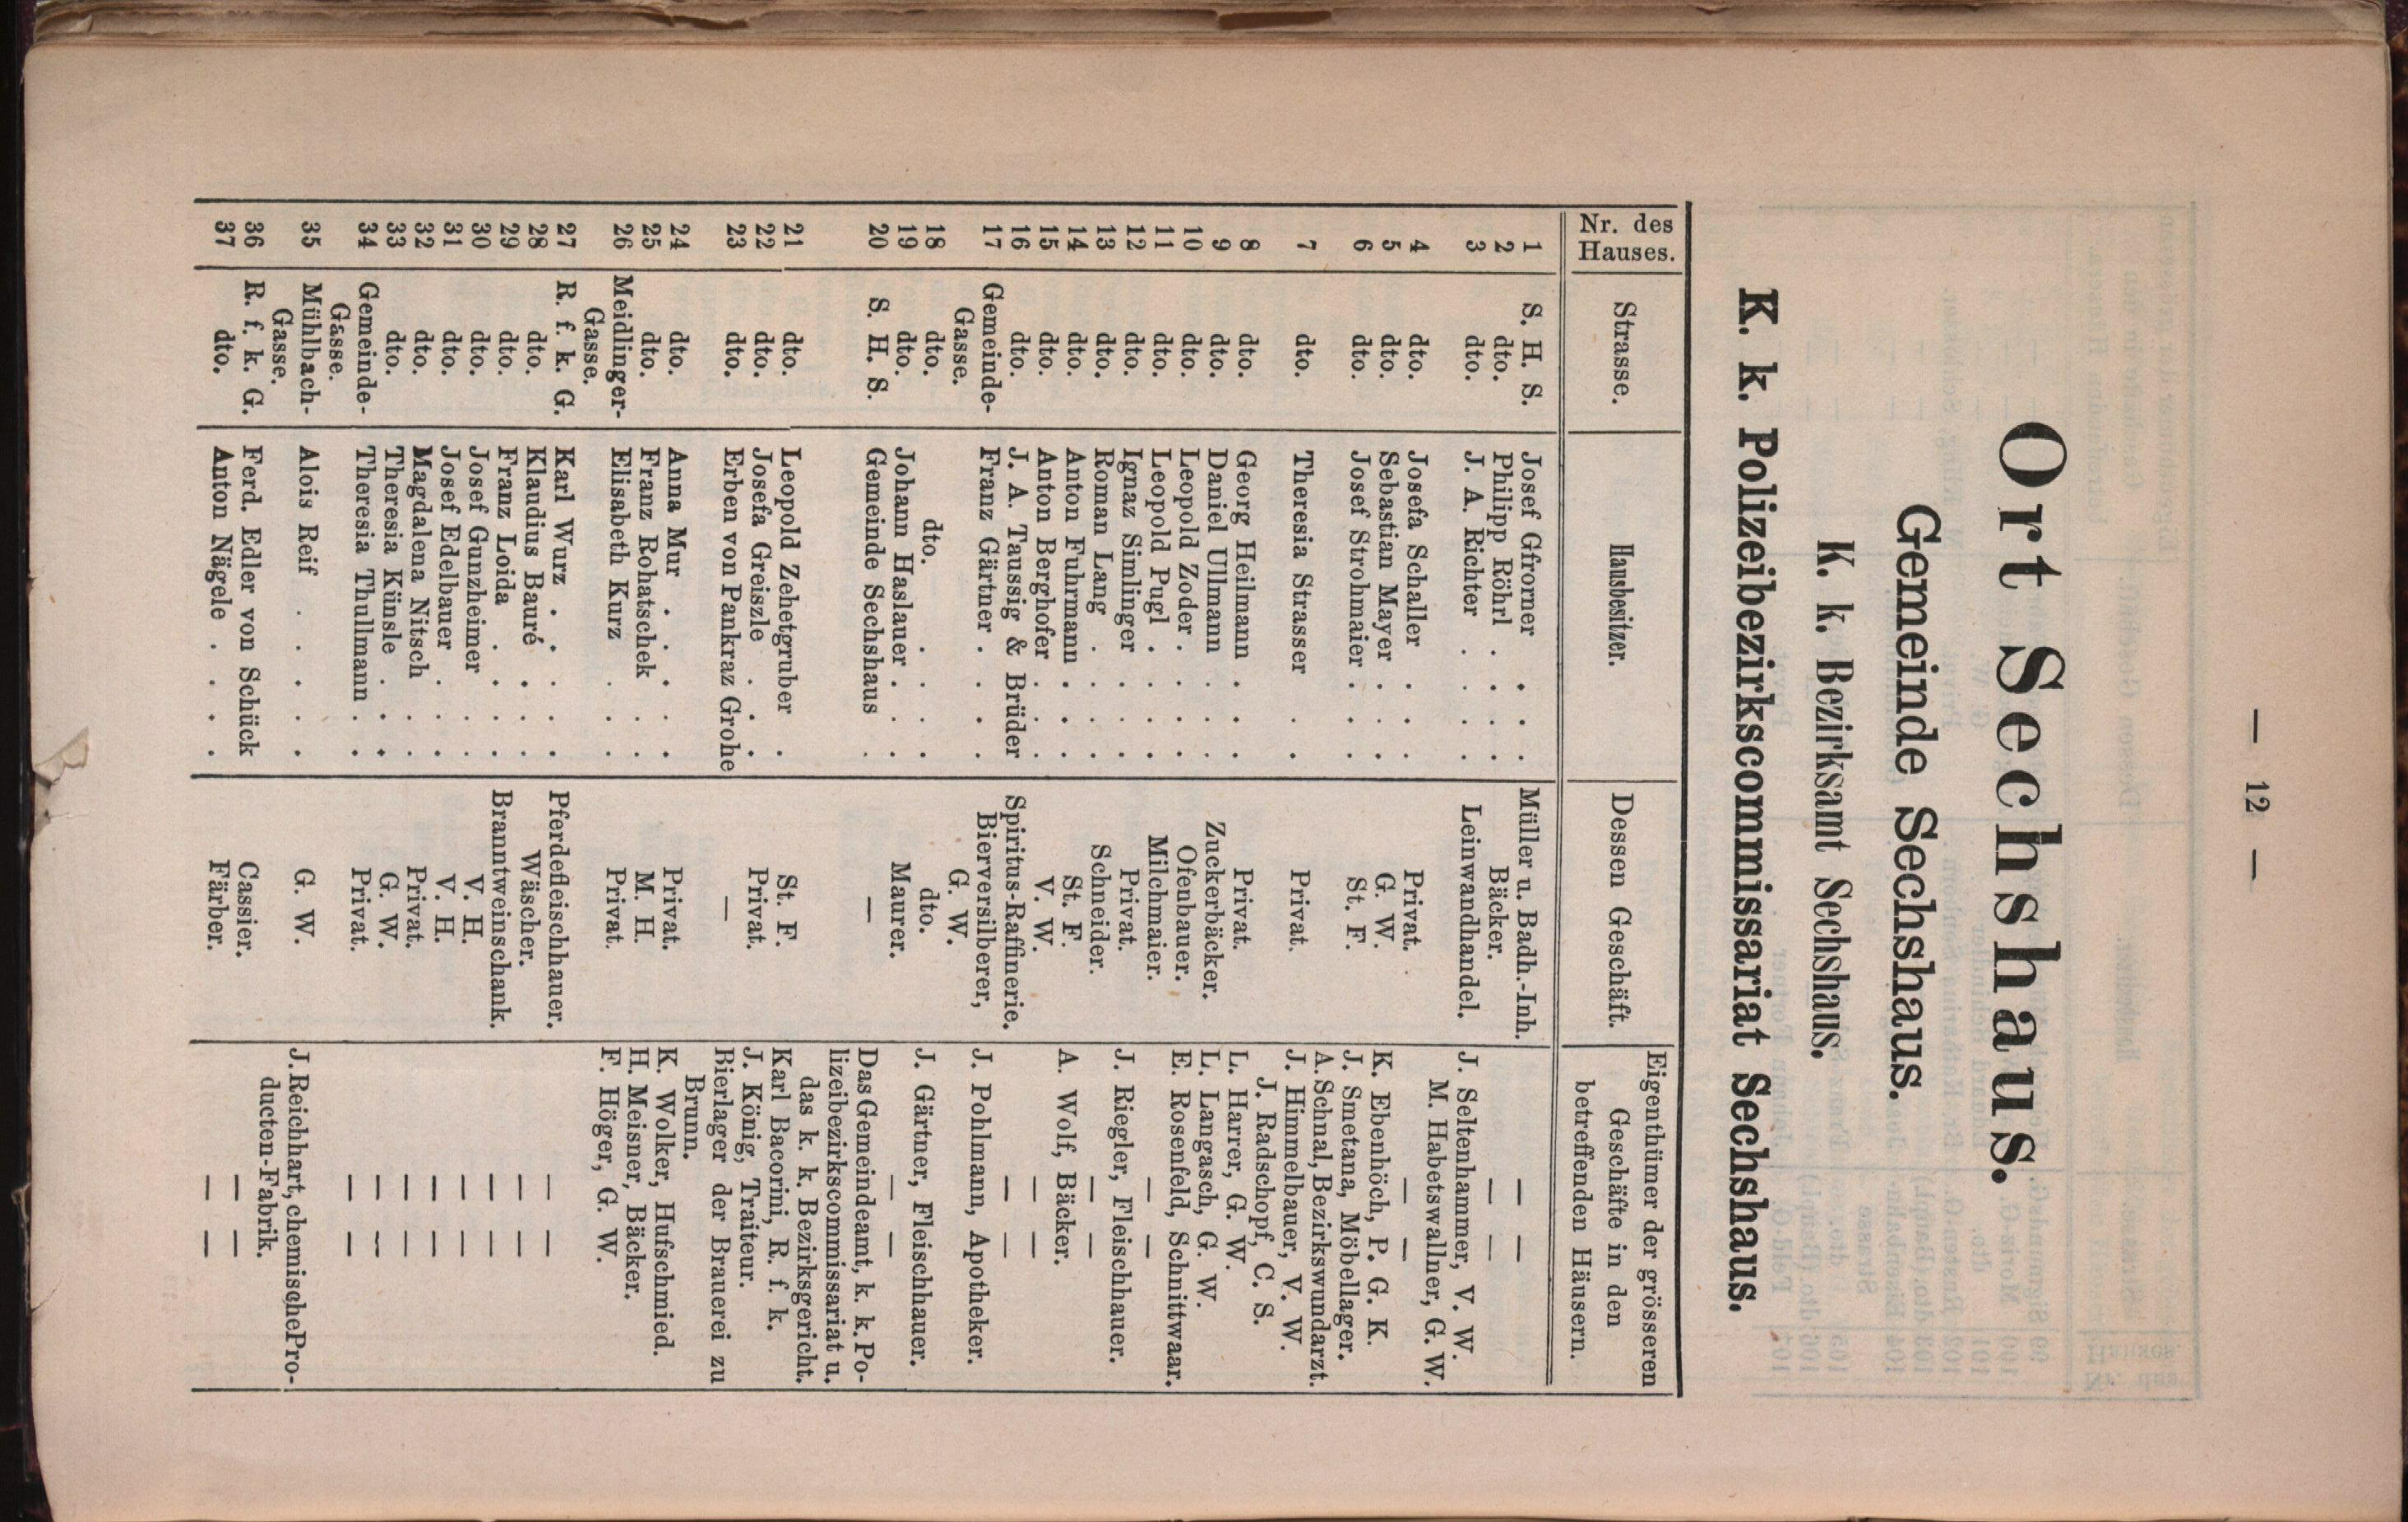 — 12 —
Ort Sechshaus.
Gemeinde Sechshaus.
K. k. Bezirksamt Sechshaus.
K. k. Polizeibezirkscommissariat Sechshaus.
Nr. des Hauses. Strasse. Hausbesitzer. Dessen Geschäft. Eigenthümer der grösseren Geschäfte in den betreffenden Häusern.
1 S. H. S. Josef Gfrorner . . . Müller u. Badh.-Inh. — —
2 dto. Philipp Röhrl . . . Bäcker. — —
3 dto. J. A. Richter . . . Leinwandhandel. J. Seltenhammer, V. W.
M. Habetswallner, G. W.
4 dto. Josefa Schaller . . . Privat. — —
5 dto. Sebastian Mayer . . . G. W. K. Ebenhöch, P. G. K.
6 dto. Josef Strohmaier . . . St. F. J. Smetana, Möbellager.
A. Schnal, Bezirkswundarzt.
7 dto. Theresia Strasser . . Privat. J. Himmelbauer, V. W.
J. Radschopf, C. S.
8 dto. Georg Heilmann . . . Privat. L. Harrer, G. W.
9 dto. Daniel Ullmann . . . Zuckerbäcker. L. Langasch, G. W.
10 dto. Leopold Zoder . . . . Ofenbauer. E. Rosenfeld, Schnittwaar.
11 dto. Leopold Pugl . . . . Milchmaier. — —
12 dto. Ignaz Simlinger . . . Privat. J. Riegler, Fleischhauer.
13 dto. Roman Lang . . . . Schneider. — —
14 dto. Anton Fuhrmann . . . St. F. A. Wolf, Bäcker.
15 dto. Anton Berghofer . . . V. W. — —
16 dto. J. A. Taussig & Brüder Spiritus-Raffinerie. — —
17 Gemeinde- Franz Gärtner . . . . Bierversilberer, J. Pohlmann, Apotheker.
Gasse. G. W.
18 dto. dto. . . . dto. J. Gärtner, Fleischhauer.
19 dto. Johann Haslauer . . . Maurer. — —
20 S. H. S. Gemeinde Sechshaus . — Das Gemeindeamt, k. k. Po-
lizeibezirkscommissariat u.
das k. k. Bezirksgericht.
21 dto. Leopold Zehetgruber . St. F. Karl Bacorini, R. f. k.
22 dto. Josefa Greiszle . . . Privat. J. König, Traiteur.
23 dto. Erben von Pankraz Grohe — Bierlager der Brauerei zu
Brunn.
24 dto. Anna Mur . . . . . Privat. K. Wolker, Hufschmied.
25 dto. Franz Rohatschek . . M. H. H. Meisner, Bäcker.
26 Meidlinger- Elisabeth Kurz . . . Privat. F. Höger, G. W.
Gasse.
27 R. f. k. G. Karl Wurz . . . . . Pferdefleischhauer. — —
28 dto. Klaudius Bauré . . . Wäscher. — —
29 dto. Franz Loida . . . . Branntweinschank. — —
30 dto. Josef Gunzheimer . . V. H. — —
31 dto. Josef Edelbauer . . . V. H. — —
32 dto. Magdalena Nitsch . . Privat. — —
33 dto. Theresia Künsle . . . G. W. — —
34 Gemeinde- Theresia Thullmann . . Privat. — —
Gasse.
35 Mühlbach- Alois Reif . . . . . G. W. J. Reichhart, chemische Pro-
Gasse. ducten-Fabrik.
36 R. f. k. G. Ferd. Edler von Schück Cassier. — —
37 dto. Anton Nägele . . . . Färber. — —